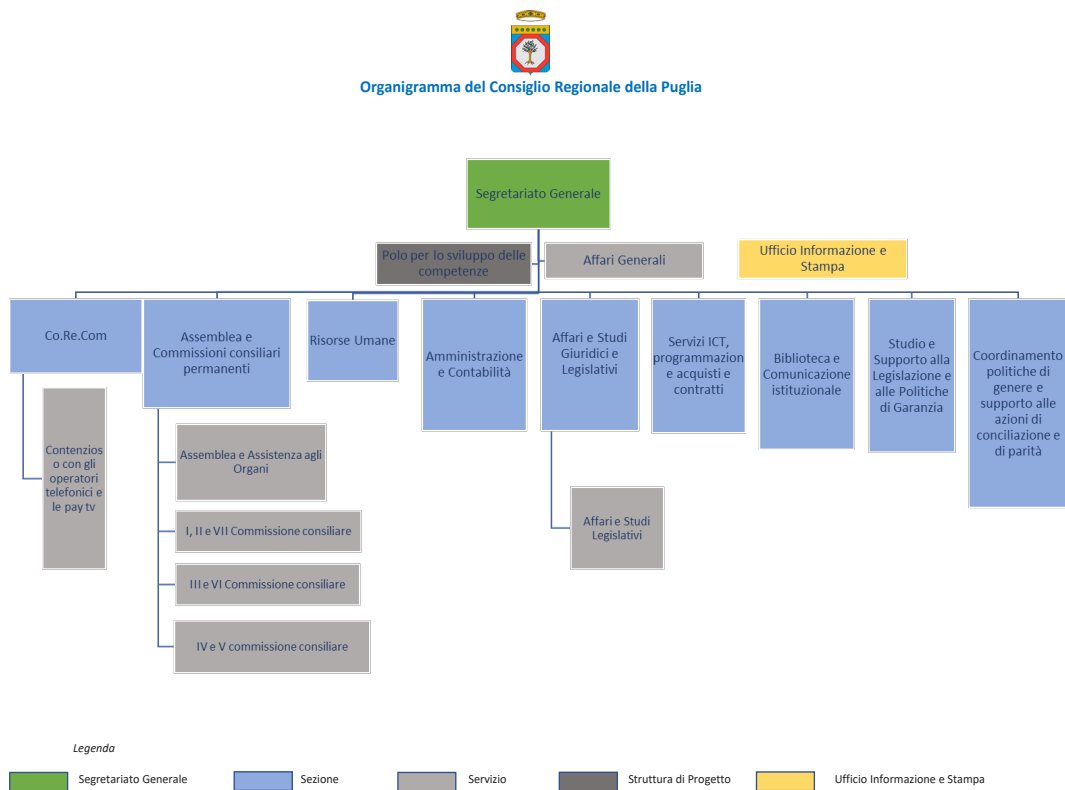 Organigramma del Consiglio Regionale della Puglia
Segretariato Generale
Polo per lo sviluppo delle
competenze
Affari Generali
Ufficio Informazione e
Stampa
Co.Re.Com
Assemblea e
Commissioni consiliari
permanenti
Risorse Umane
Amministrazione
e Contabilità
Affari e Studi
Giuridici e
Legislativi
Servizi ICT,
programmazion
e acquisti e
contratti
Biblioteca e
Comunicazione
istituzionale
Studio e
Supporto alla
Legislazione e
alle Politiche
di Garanzia
Coordinamento
politiche di
genere e
supporto alle
azioni di
conciliazione e
di parità
Contenzios
o con gli
operatori
telefonici e
le pay tv
Assemblea e Assistenza agli
Organi
I, II e VII Commissione consiliare
III e VI Commissione consiliare
IV e V commissione consiliare
Affari e Studi
Legislativi
Legenda
Segretariato Generale
Sezione
Servizio
Struttura di Progetto
Ufficio Informazione e Stampa